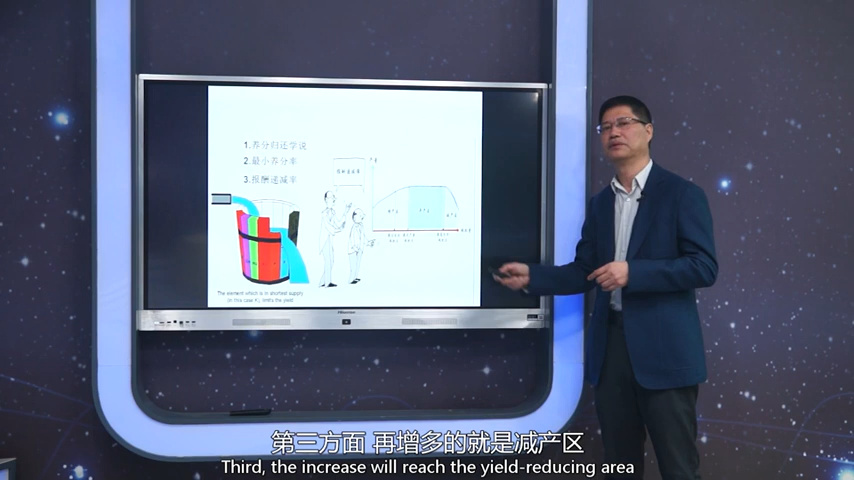 1.养分归还学说
2.最小养分率
3.报酬递减率
The element which is in shortest supply
(in this case K,) limits the yield.
Hisense
第三方面 再增多的就是减产区
Third, the increase will reach the yield-reducing area